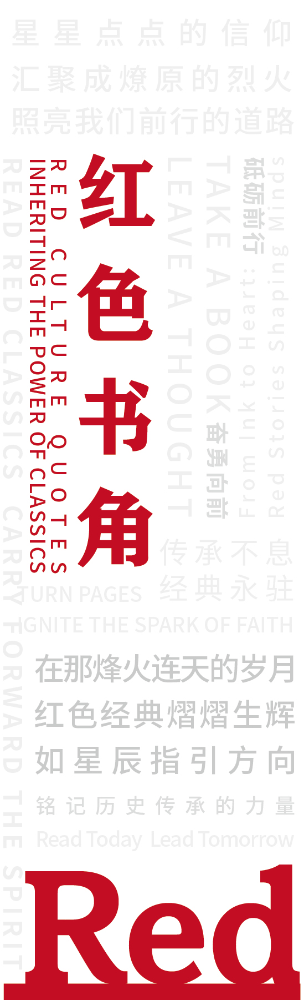 星星点点的信仰
汇聚成燎原的烈火
照亮我们前行的道路
READ RED CLASSICS CARRY FORWARD THE SPIRIT
INHERITING THE POWER OF CLASSICS
RED CULTURE QUOTES
红色书角
LEAVE A THOUGHT
TAKE A BOOK 奋勇向前
砥砺前行
From Ink to Heart:
Red Stories Shaping Minds
传承不息
经典永驻
TURN PAGES
IGNITE THE SPARK OF FAITH
在那烽火连天的岁月
红色经典熠熠生辉
如星辰指引方向
铭记历史传承的力量
Read Today Lead Tomorrow
Red